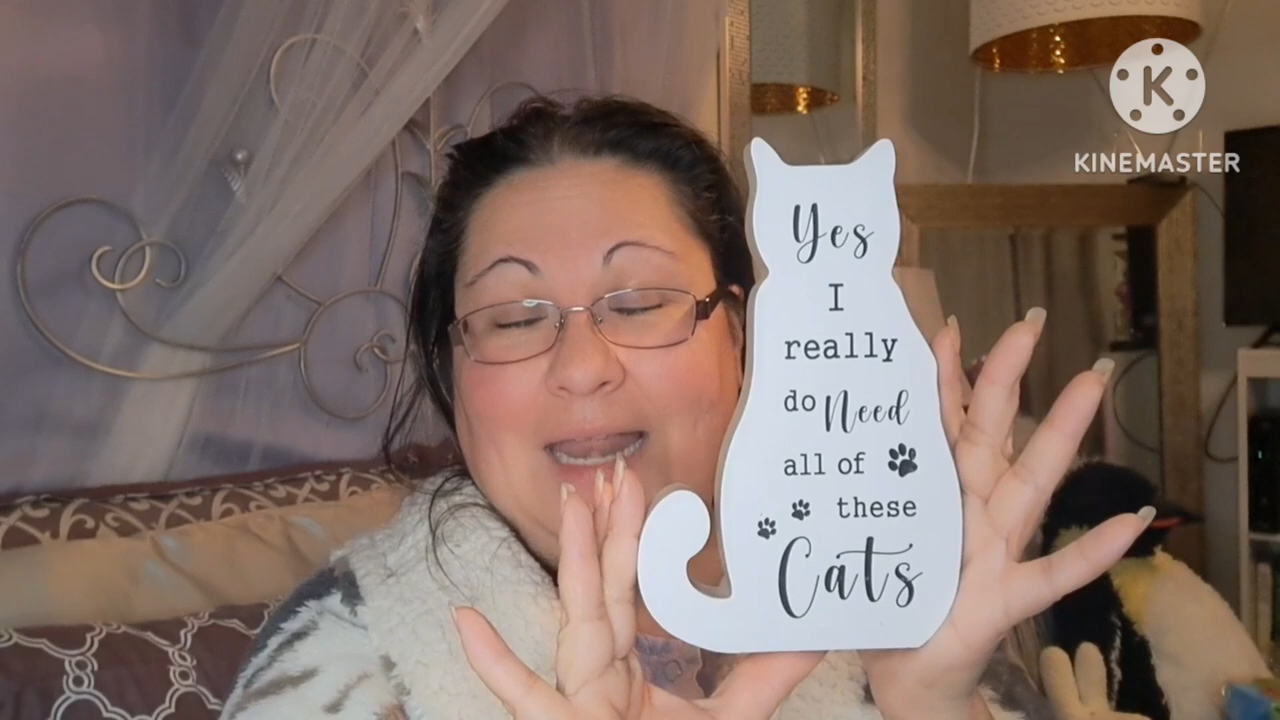 K
KINEMASTER
Yes
I
really
do Need
all of
these
Cats